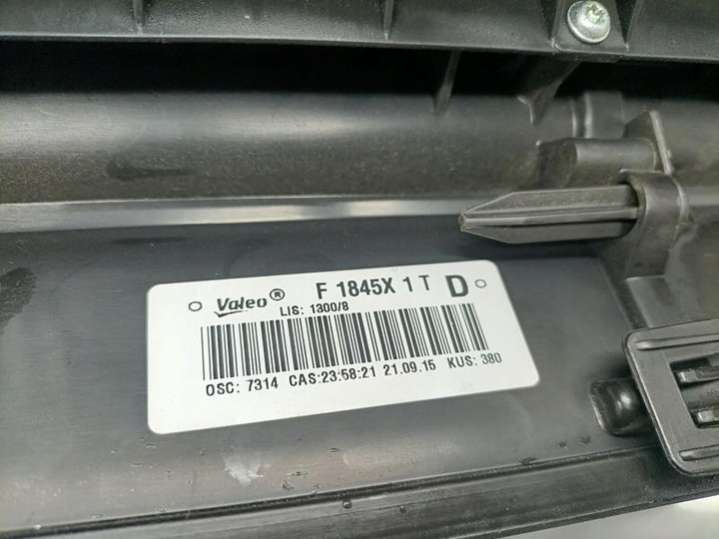 Valeo® F 1845X 1 T D
LIS: 1300/8
OSC: 7314 CAS:23:58:21 21.09.15 KUS: 380